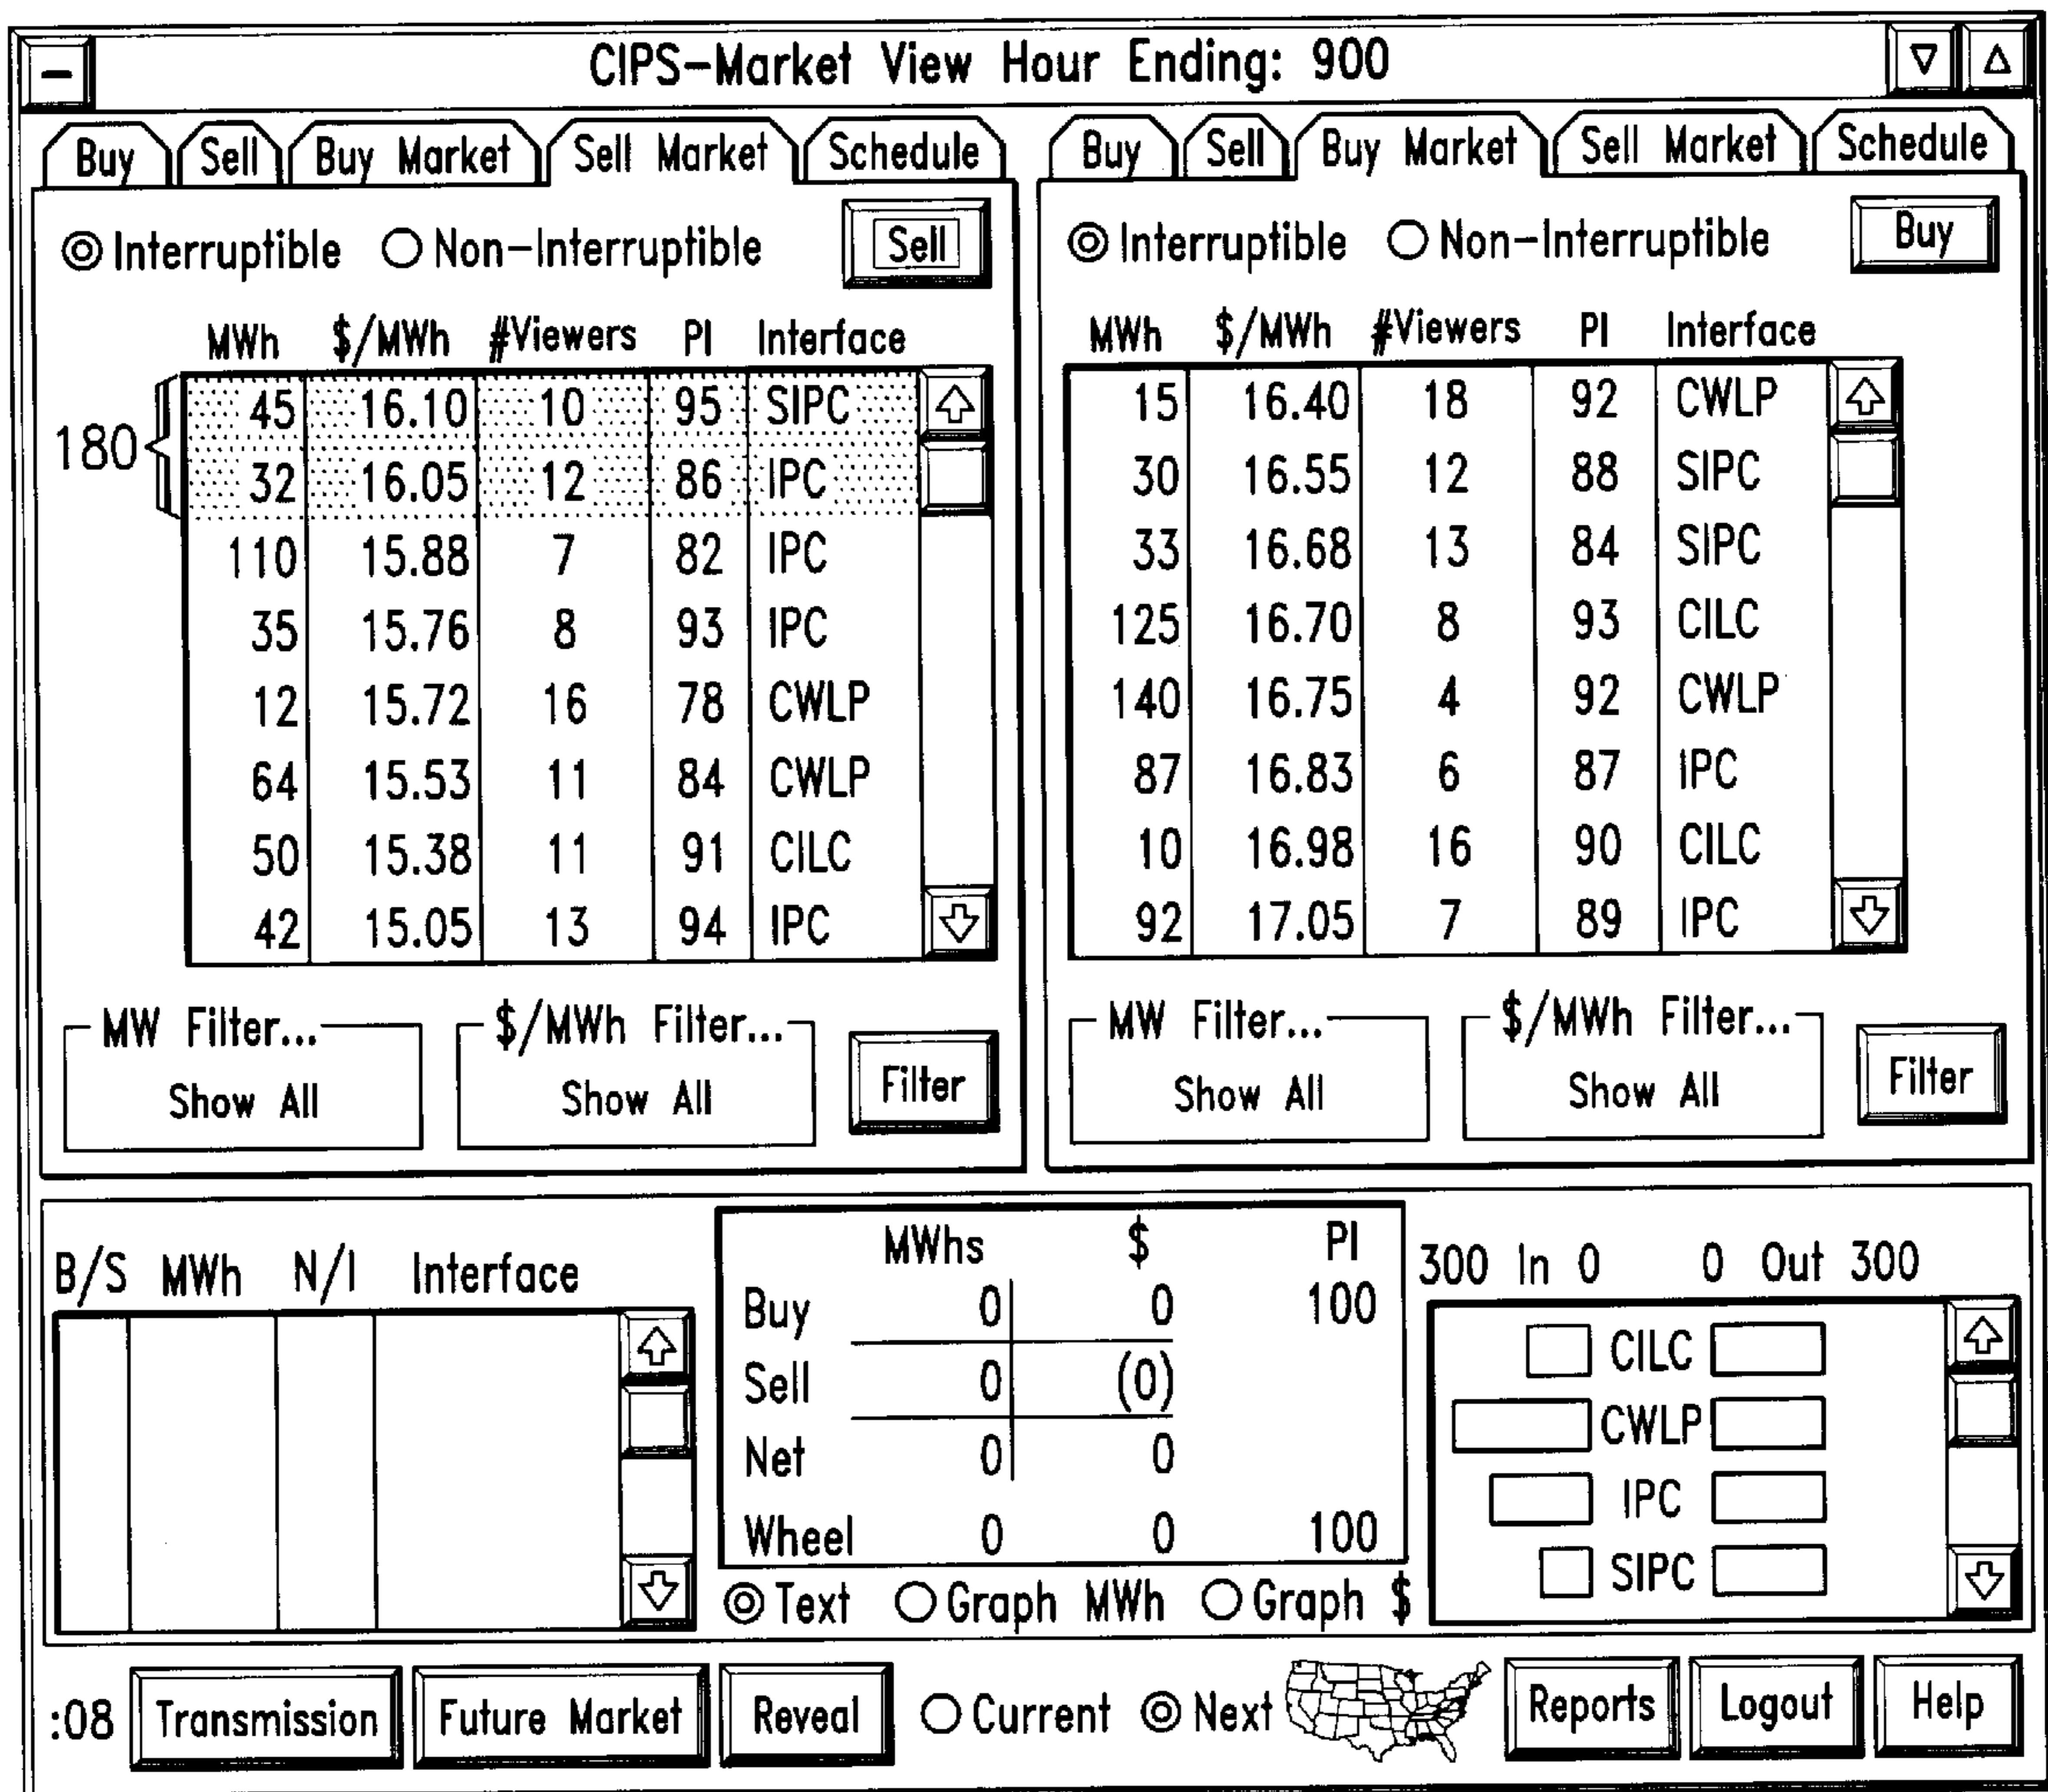 CIPS-Market View Hour Ending: 900
Buy Sell Buy Market Sell Market Schedule
Interruptible Non-Interruptible Sell
MWh $/MWh #Viewers PI Interface
180
45 16.10 10 95 SIPC
32 16.05 12 86 IPC
110 15.88 7 82 IPC
35 15.76 8 93 IPC
12 15.72 16 78 CWLP
64 15.53 11 84 CWLP
50 15.38 11 91 CILC
42 15.05 13 94 IPC
MW Filter... $/MWh Filter...
Show All Show All Filter
Buy Sell Buy Market Sell Market Schedule
Interruptible Non-Interruptible Buy
MWh $/MWh #Viewers PI Interface
15 16.40 18 92 CWLP
30 16.55 12 88 SIPC
33 16.68 13 84 SIPC
125 16.70 8 93 CILC
140 16.75 4 92 CWLP
87 16.83 6 87 IPC
10 16.98 16 90 CILC
92 17.05 7 89 IPC
MW Filter... $/MWh Filter...
Show All Show All Filter
B/S MWh N/I Interface
MWhs $ PI
Buy 0 0 100
Sell 0 (0)
Net 0 0
Wheel 0 0 100
Text Graph MWh Graph $
300 In 0 0 Out 300
CILC
CWLP
IPC
SIPC
:08 Transmission Future Market Reveal Current Next Reports Logout Help